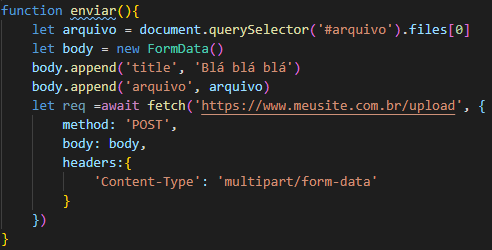 function enviar(){
let arquivo = document.querySelector('#arquivo').files[0]
let body = new FormData()
body.append('title', 'Blá blá blá')
body.append('arquivo', arquivo)
let req =await fetch('https://www.meusite.com.br/upload', {
method: 'POST',
body: body,
headers:{
'Content-Type': 'multipart/form-data'
}
})
}